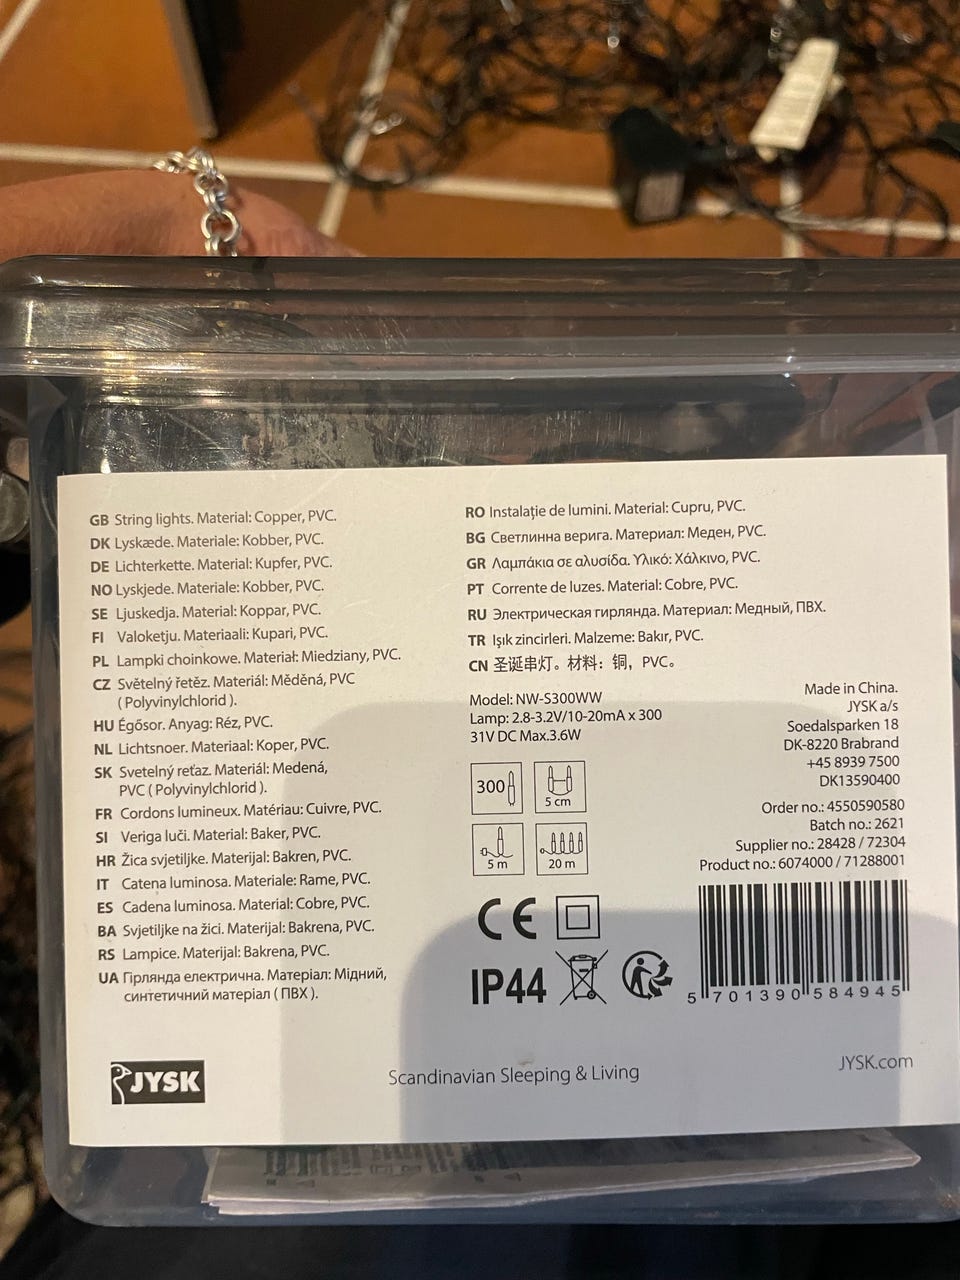 GB String lights. Material: Copper, PVC.
DK Lyskæde. Materiale: Kobber, PVC.
DE Lichterkette. Material: Kupfer, PVC.
NO Lyskjede. Materiale: Kobber, PVC.
SE Ljuskedja. Material: Koppar, PVC.
FI Valoketju. Materiaali: Kupari, PVC.
PL Lampki choinkowe. Materiał: Miedziany, PVC.
CZ Světelný řetěz. Materiál: Měděná, PVC
(Polyvinylchlorid ).
HU Égősor. Anyag: Réz, PVC.
NL Lichtsnoer. Materiaal: Koper, PVC.
SK Svetelný reťaz. Materiál: Medená,
PVC ( Polyvinylchlorid ).
FR Cordons lumineux. Matériau: Cuivre, PVC.
SI Veriga luči. Material: Baker, PVC.
HR Žica svjetiljke. Materijal: Bakren, PVC.
IT Catena luminosa. Materiale: Rame, PVC.
ES Cadena luminosa. Material: Cobre, PVC.
BA Svjetiljke na žici. Materijal: Bakrena, PVC.
RS Lampice. Materijal: Bakrena, PVC.
UA Гірлянда електрична. Матеріал: Мідний,
синтетичний матеріал ( ПВХ ).
RO Instalație de lumini. Material: Cupru, PVC.
BG Светлинна верига. Материал: Меден, PVC.
GR Λαμπάκια σε αλυσίδα. Υλικό: Χάλκινο, PVC.
PT Corrente de luzes. Material: Cobre, PVC.
RU Электрическая гирлянда. Материал: Медный, ПВХ.
TR Işık zincirleri. Malzeme: Bakır, PVC.
CN 圣诞串灯。材料：铜，PVC。
Model: NW-S300WW
Lamp: 2.8-3.2V/10-20mA x 300
31V DC Max.3.6W
300
5 cm
5 m
20 m
CE
IP44
Made in China.
JYSK a/s
Soedalsparken 18
DK-8220 Brabrand
+45 8939 7500
DK13590400
Order no.: 4550590580
Batch no.: 2621
Supplier no.: 28428 / 72304
Product no.: 6074000 / 71288001
5 701390 584945
JYSK
Scandinavian Sleeping & Living
JYSK.com